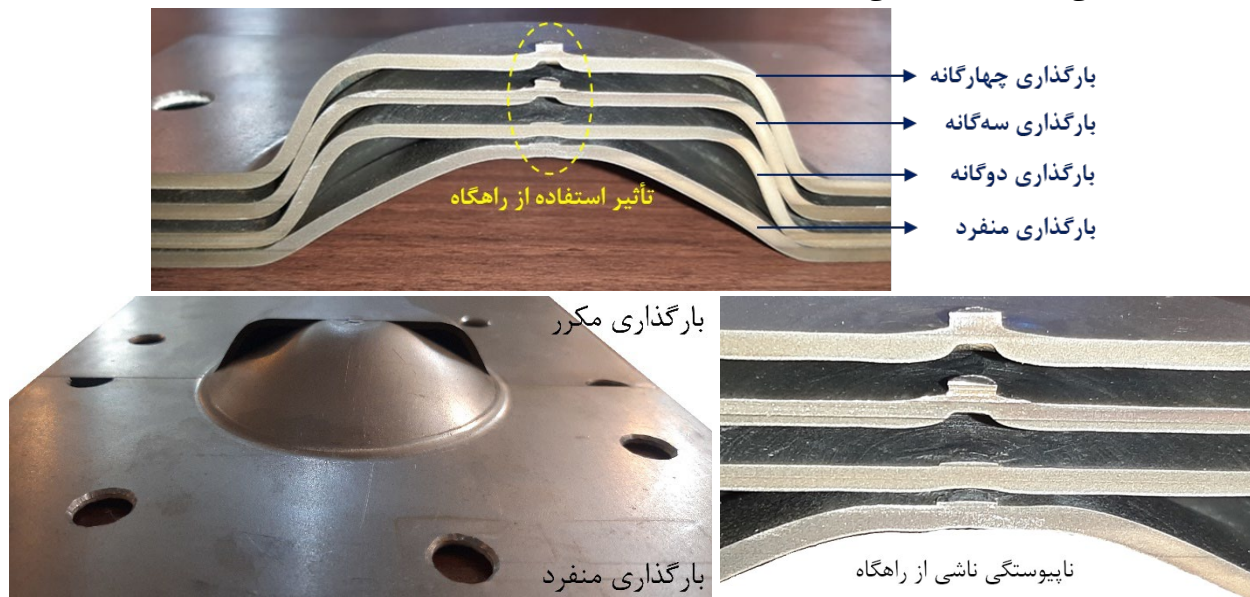 بارگذاری چهارگانه
بارگذاری سه‌گانه
بارگذاری دوگانه
بارگذاری منفرد
تأثیر استفاده از راهگاه
بارگذاری مکرر
بارگذاری منفرد
ناپیوستگی ناشی از راهگاه